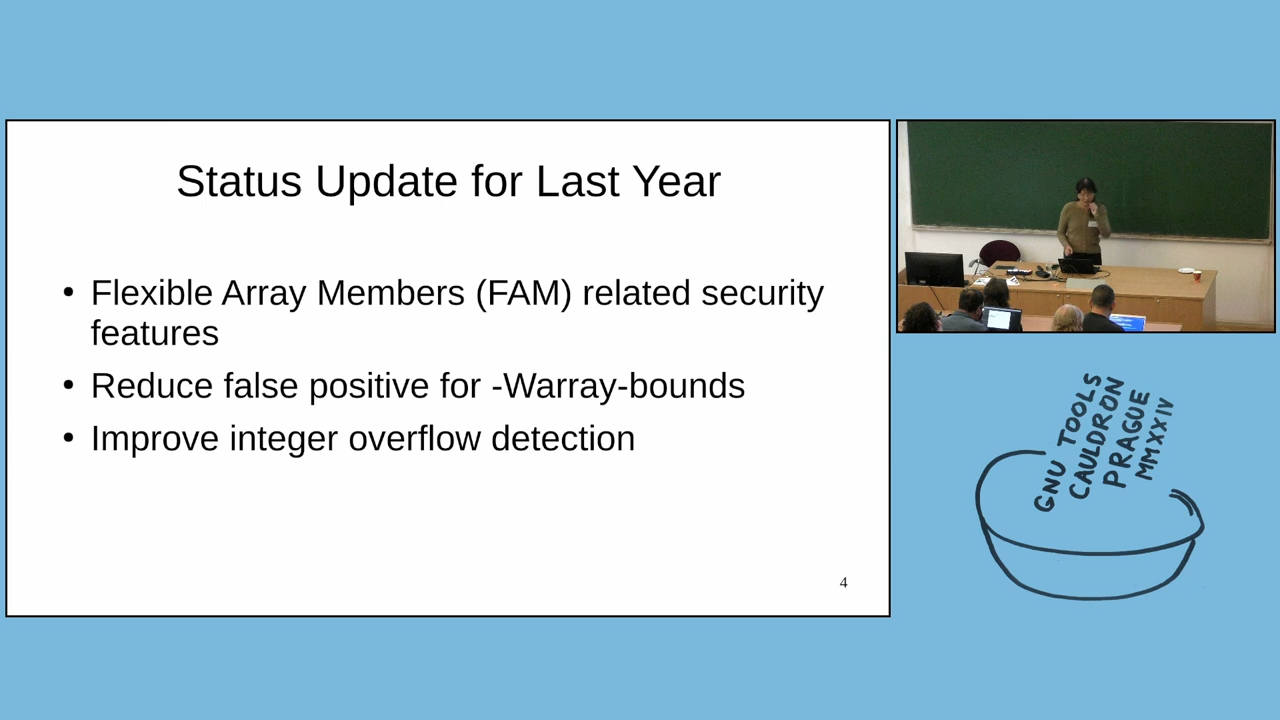 Status Update for Last Year
• Flexible Array Members (FAM) related security
features
• Reduce false positive for -Warray-bounds
• Improve integer overflow detection
4
GNU TOOLS
CAULDRON
PRAGUE
MMXXIV